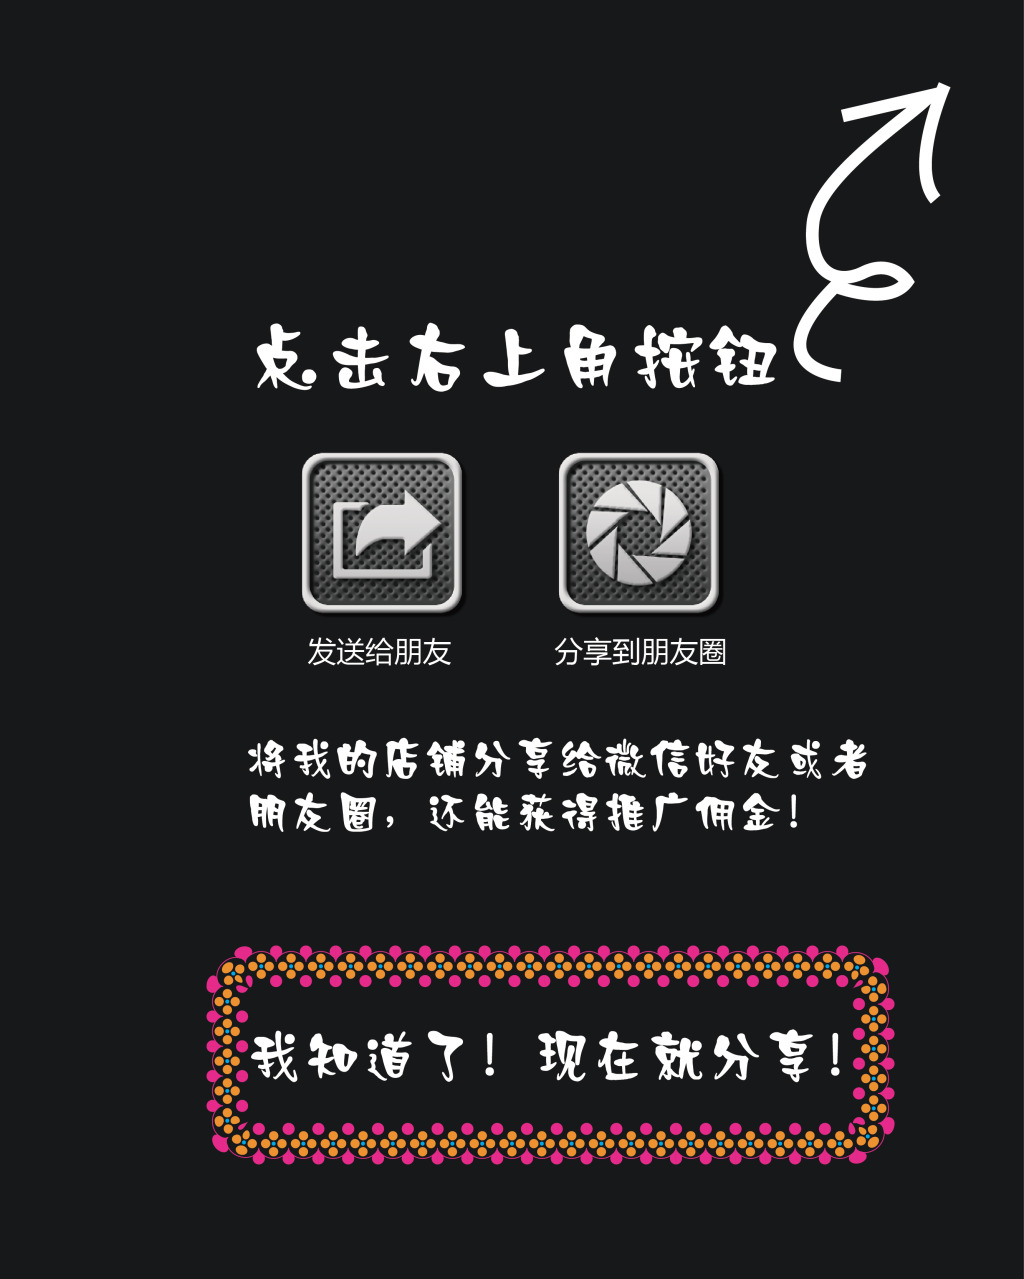 点击右上角按钮
发送给朋友 分享到朋友圈
将我的店铺分享给微信好友或者
朋友圈，还能获得推广佣金！
我知道了！现在就分享！